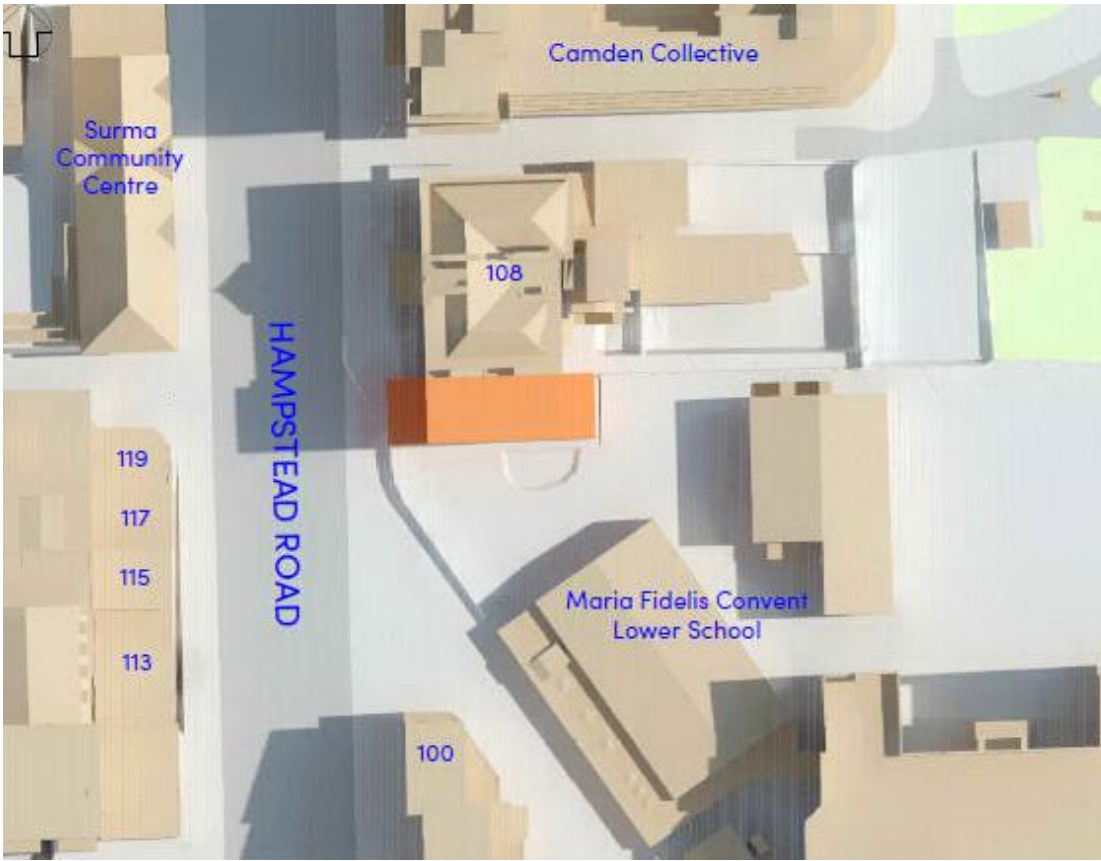 Camden Collective
Surma
Community
Centre
108
HAMPSTEAD ROAD
119
117
115
113
Maria Fidelis Convent
Lower School
100